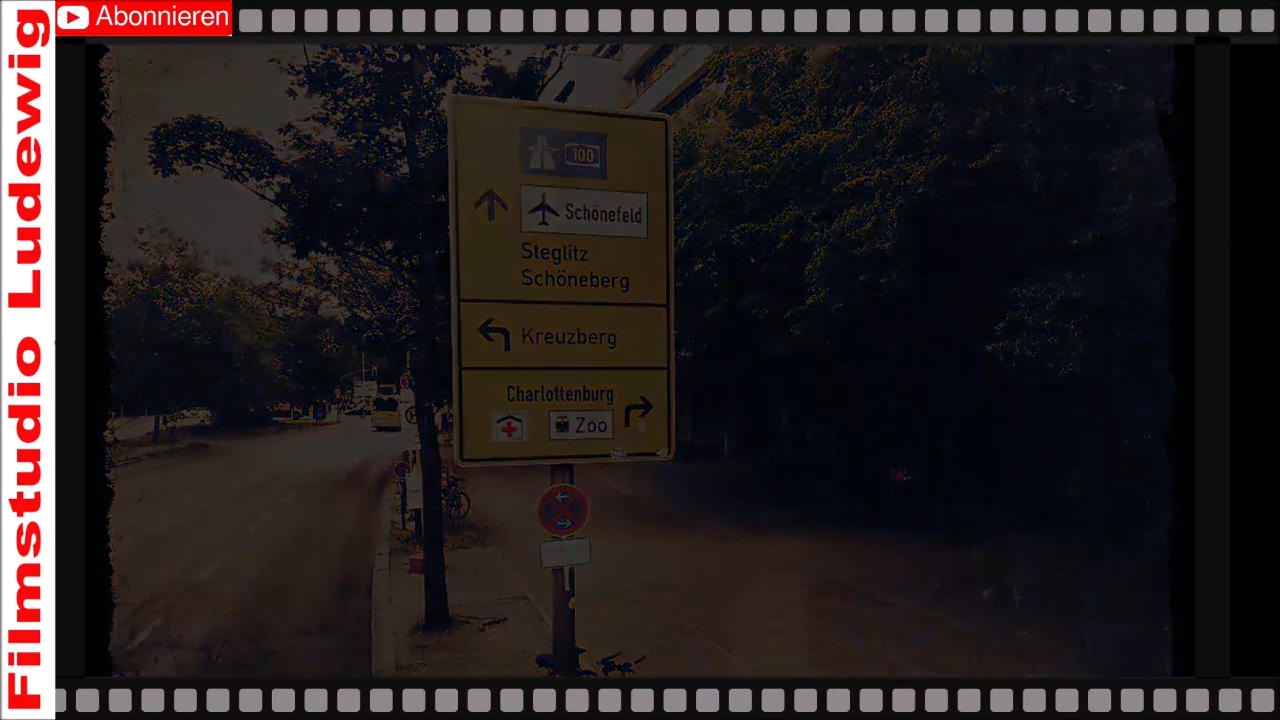 Filmstudio Ludewig
Abonnieren
100
Schönefeld
Steglitz
Schöneberg
Kreuzberg
Charlottenburg
Zoo